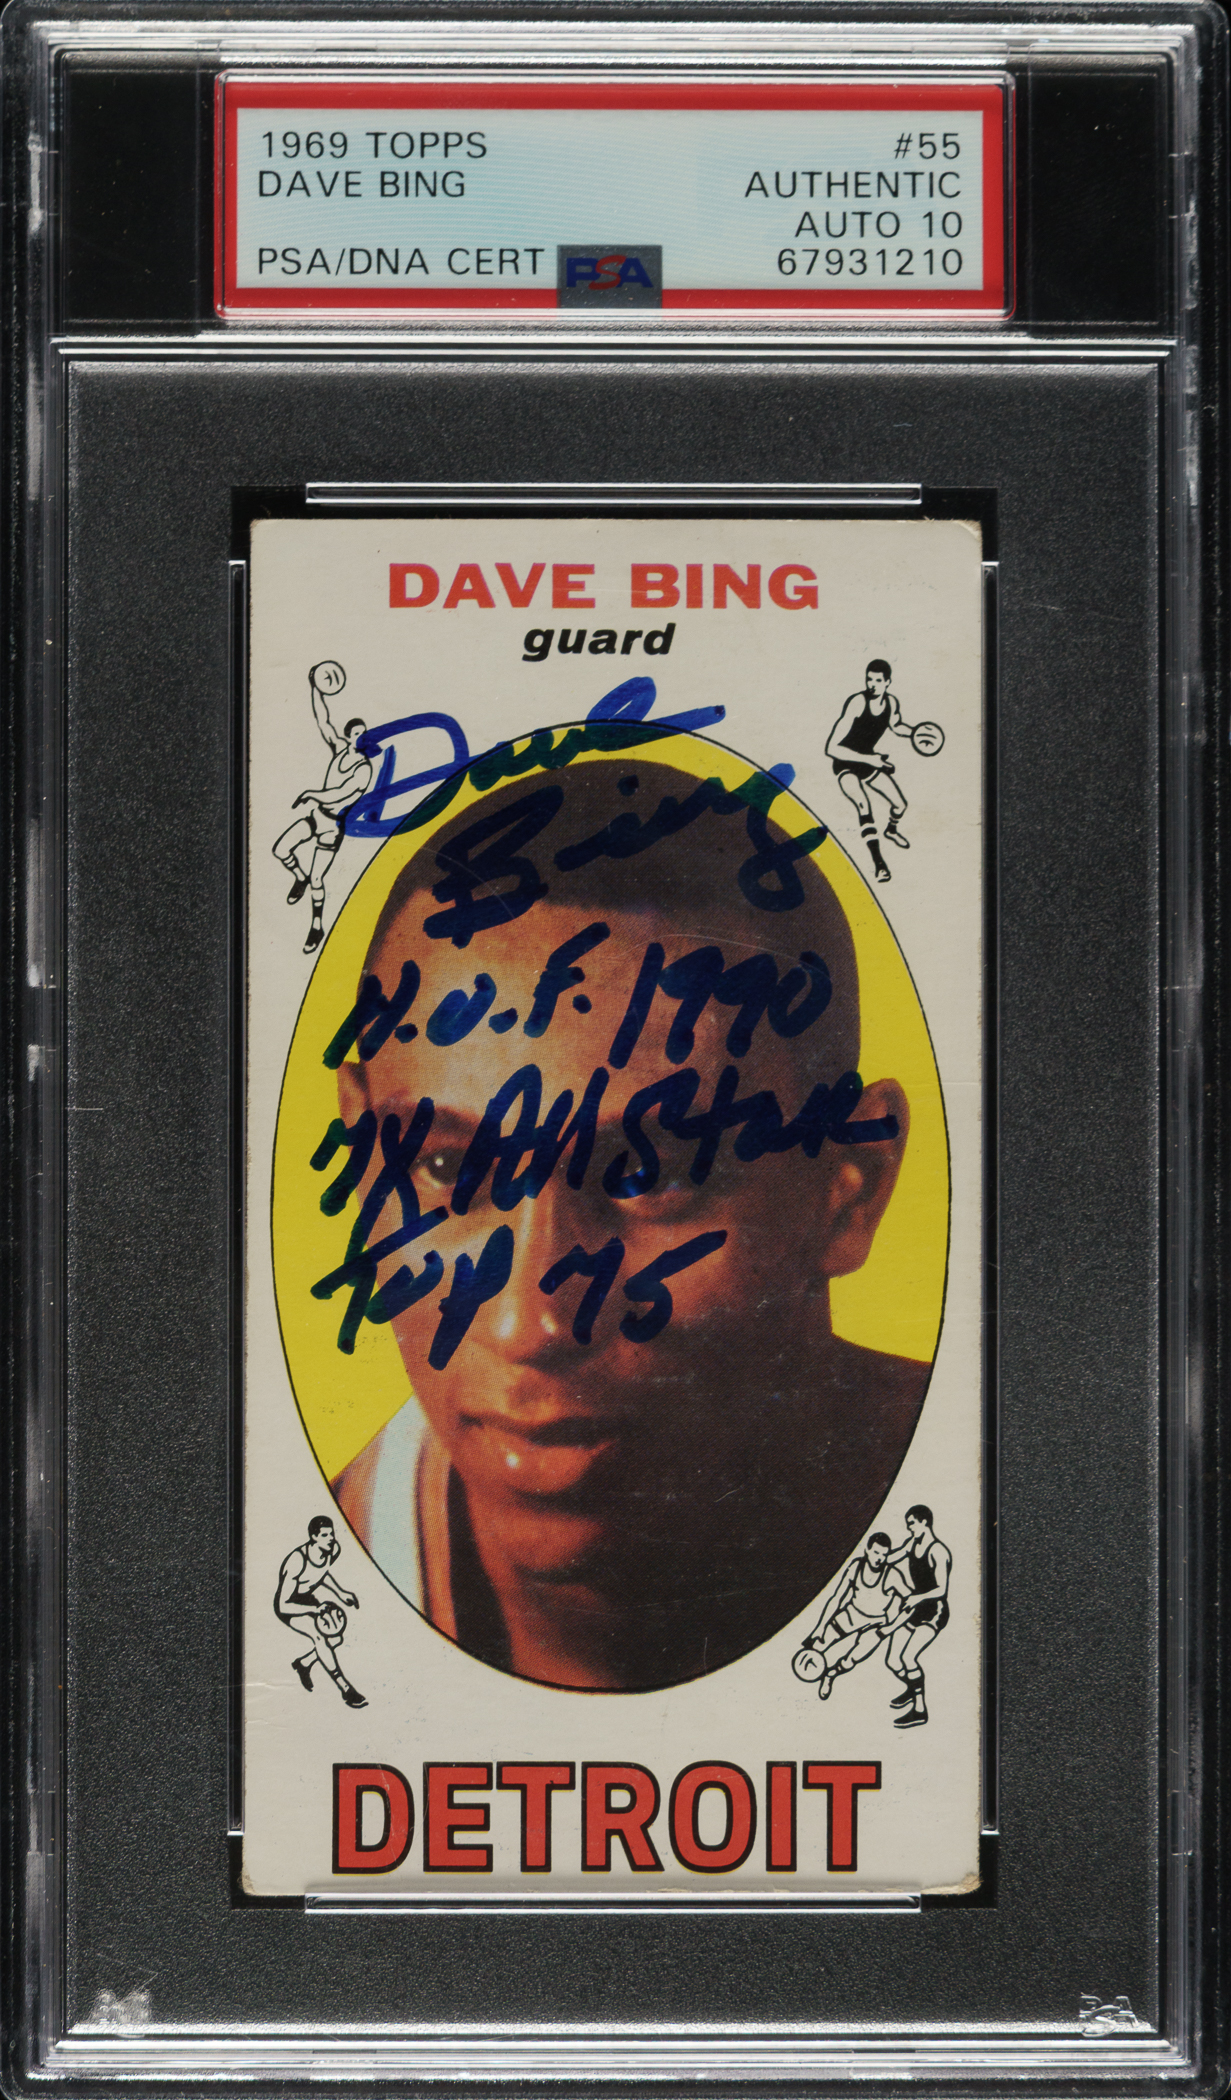 1969 TOPPS #55
DAVE BING AUTHENTIC
AUTO 10
PSA/DNA CERT PSA 67931210
DAVE BING
guard
Dave
Bing
H.O.F. 1990
7X All Star
Top 75
DETROIT
PSA